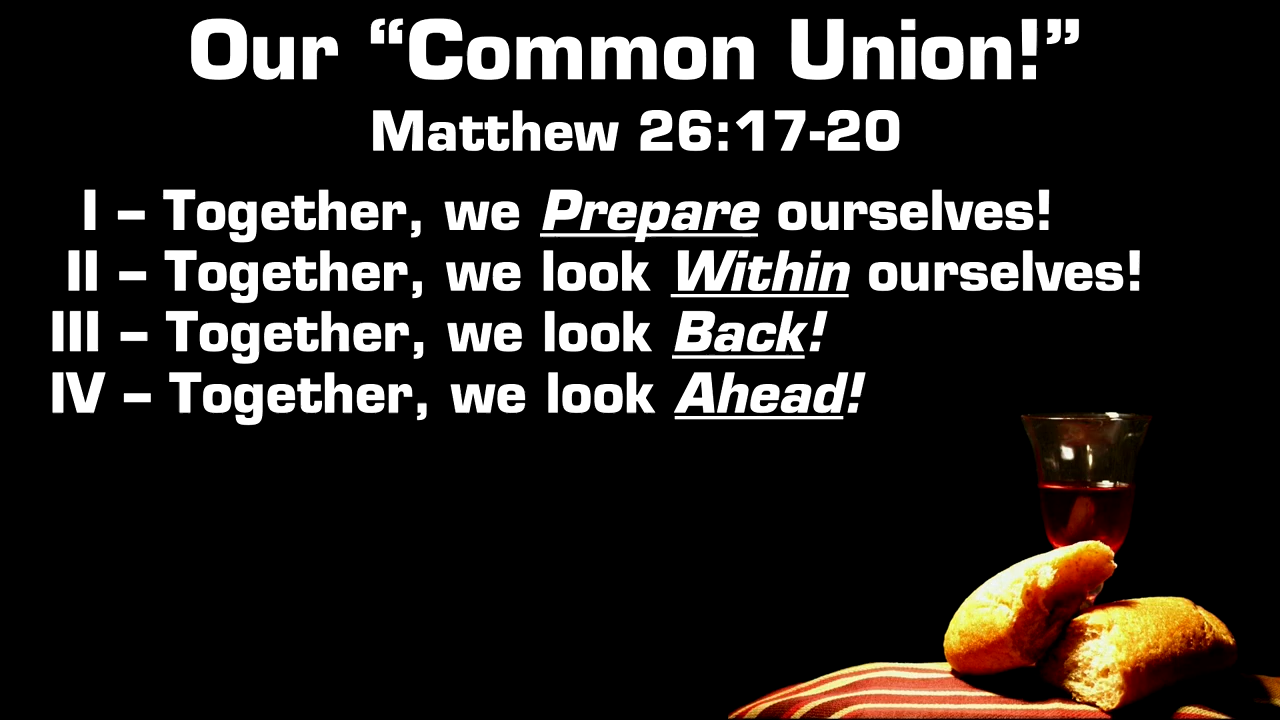 Our “Common Union!”
Matthew 26:17-20
I – Together, we Prepare ourselves!
II – Together, we look Within ourselves!
III – Together, we look Back!
IV – Together, we look Ahead!